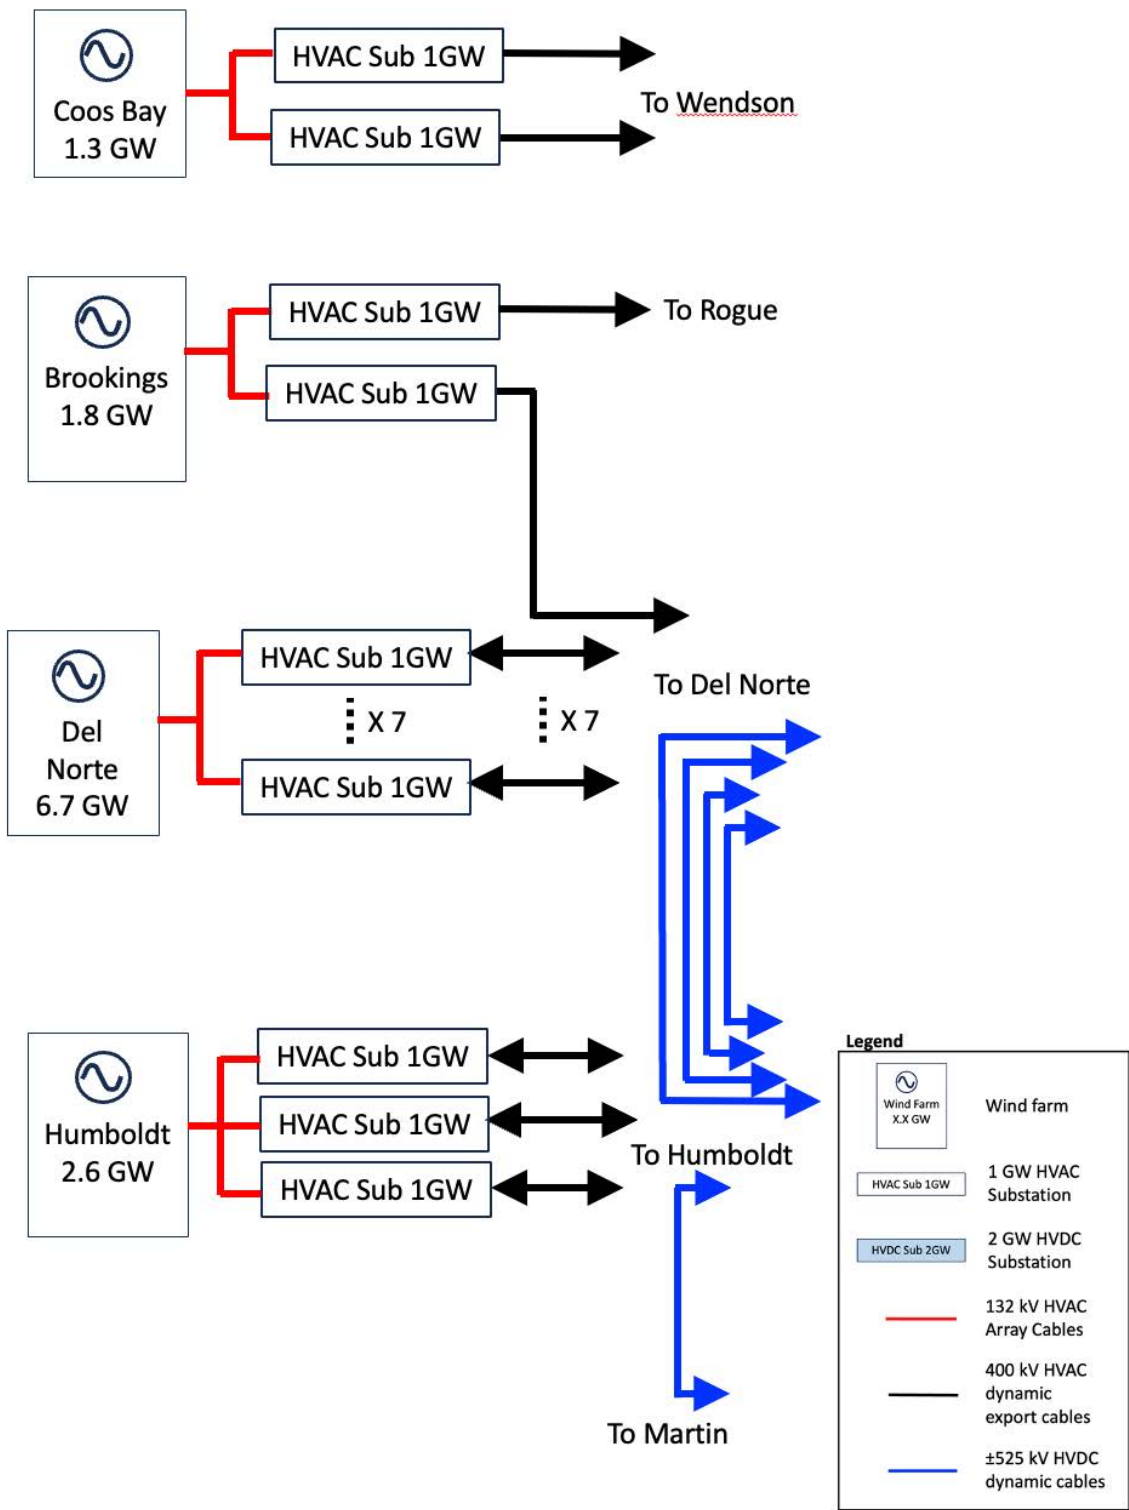 HVAC Sub 1GW
Coos Bay
1.3 GW
To Wendson
HVAC Sub 1GW
HVAC Sub 1GW
To Rogue
Brookings
1.8 GW
HVAC Sub 1GW
HVAC Sub 1GW
To Del Norte
X 7
X 7
Del
Norte
6.7 GW
HVAC Sub 1GW
HVAC Sub 1GW
HVAC Sub 1GW
Humboldt
2.6 GW
HVAC Sub 1GW
To Humboldt
To Martin
Legend
Wind Farm
X.X GW
Wind farm
HVAC Sub 1GW
1 GW HVAC
Substation
HVDC Sub 2GW
2 GW HVDC
Substation
132 kV HVAC
Array Cables
400 kV HVAC
dynamic
export cables
±525 kV HVDC
dynamic cables